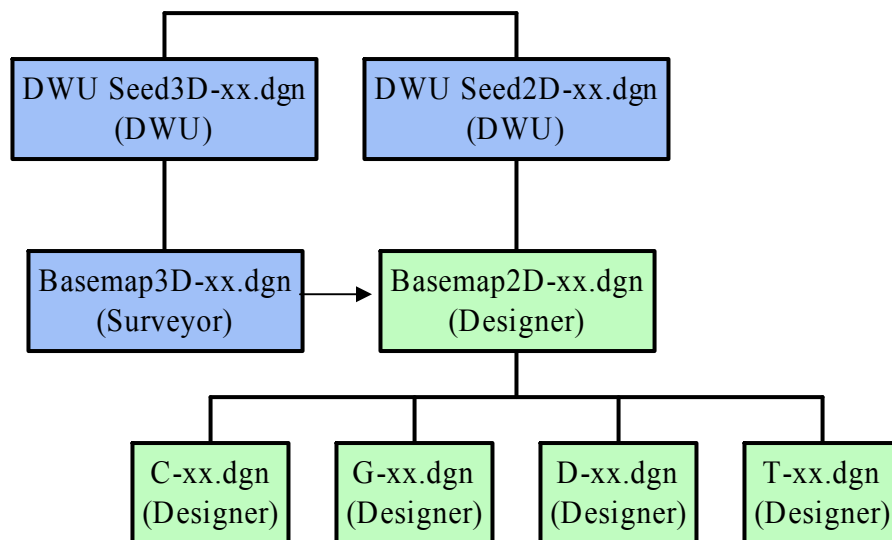 DWU Seed3D-xx.dgn
(DWU)
DWU Seed2D-xx.dgn
(DWU)
Basemap3D-xx.dgn
(Surveyor)
Basemap2D-xx.dgn
(Designer)
C-xx.dgn
(Designer)
G-xx.dgn
(Designer)
D-xx.dgn
(Designer)
T-xx.dgn
(Designer)